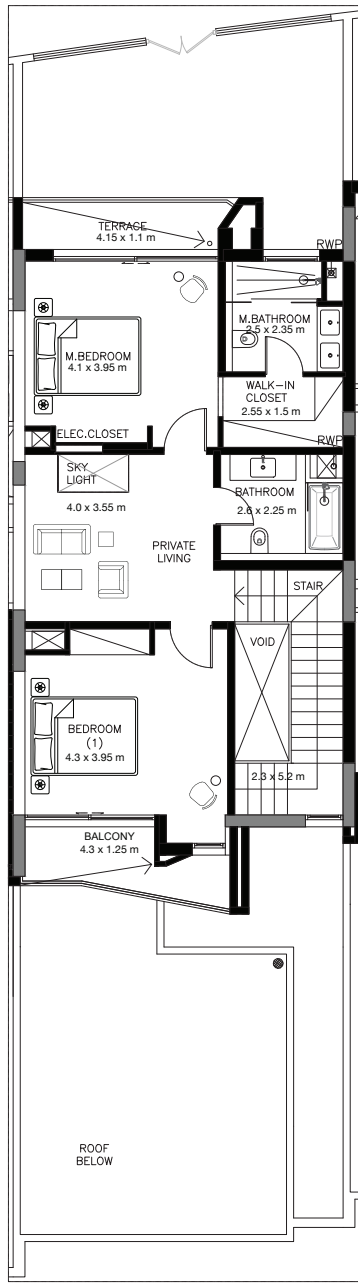 TERRACE
4.15 x 1.1 m
RWP
M.BATHROOM
2.5 x 2.35 m
M.BEDROOM
4.1 x 3.95 m
WALK-IN
CLOSET
2.55 x 1.5 m
ELEC.CLOSET
RWP
SKY
LIGHT
BATHROOM
2.6 x 2.25 m
4.0 x 3.55 m
PRIVATE
LIVING
STAIR
VOID
BEDROOM
(1)
4.3 x 3.95 m
2.3 x 5.2 m
BALCONY
4.3 x 1.25 m
ROOF
BELOW